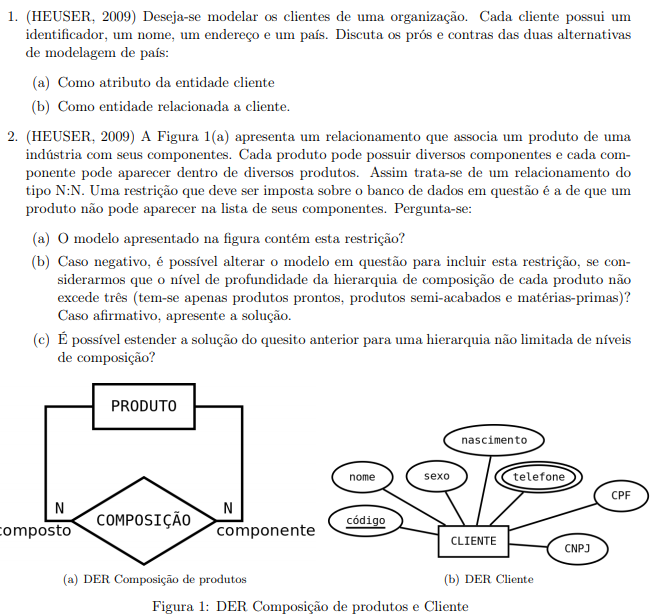 1. (HEUSER, 2009) Deseja-se modelar os clientes de uma organização. Cada cliente possui um
identificador, um nome, um endereço e um país. Discuta os prós e contras das duas alternativas
de modelagem de país:
(a) Como atributo da entidade cliente
(b) Como entidade relacionada a cliente.
2. (HEUSER, 2009) A Figura 1(a) apresenta um relacionamento que associa um produto de uma
indústria com seus componentes. Cada produto pode possuir diversos componentes e cada com-
ponente pode aparecer dentro de diversos produtos. Assim trata-se de um relacionamento do
tipo N:N. Uma restrição que deve ser imposta sobre o banco de dados em questão é a de que um
produto não pode aparecer na lista de seus componentes. Pergunta-se:
(a) O modelo apresentado na figura contém esta restrição?
(b) Caso negativo, é possível alterar o modelo em questão para incluir esta restrição, se con-
siderarmos que o nível de profundidade da hierarquia de composição de cada produto não
excede três (tem-se apenas produtos prontos, produtos semi-acabados e matérias-primas)?
Caso afirmativo, apresente a solução.
(c) É possível estender a solução do quesito anterior para uma hierarquia não limitada de níveis
de composição?
PRODUTO
N
N
COMPOSIÇÃO
composto
componente
(a) DER Composição de produtos
nascimento
nome
sexo
telefone
CPF
código
CLIENTE
CNPJ
(b) DER Cliente
Figura 1: DER Composição de produtos e Cliente